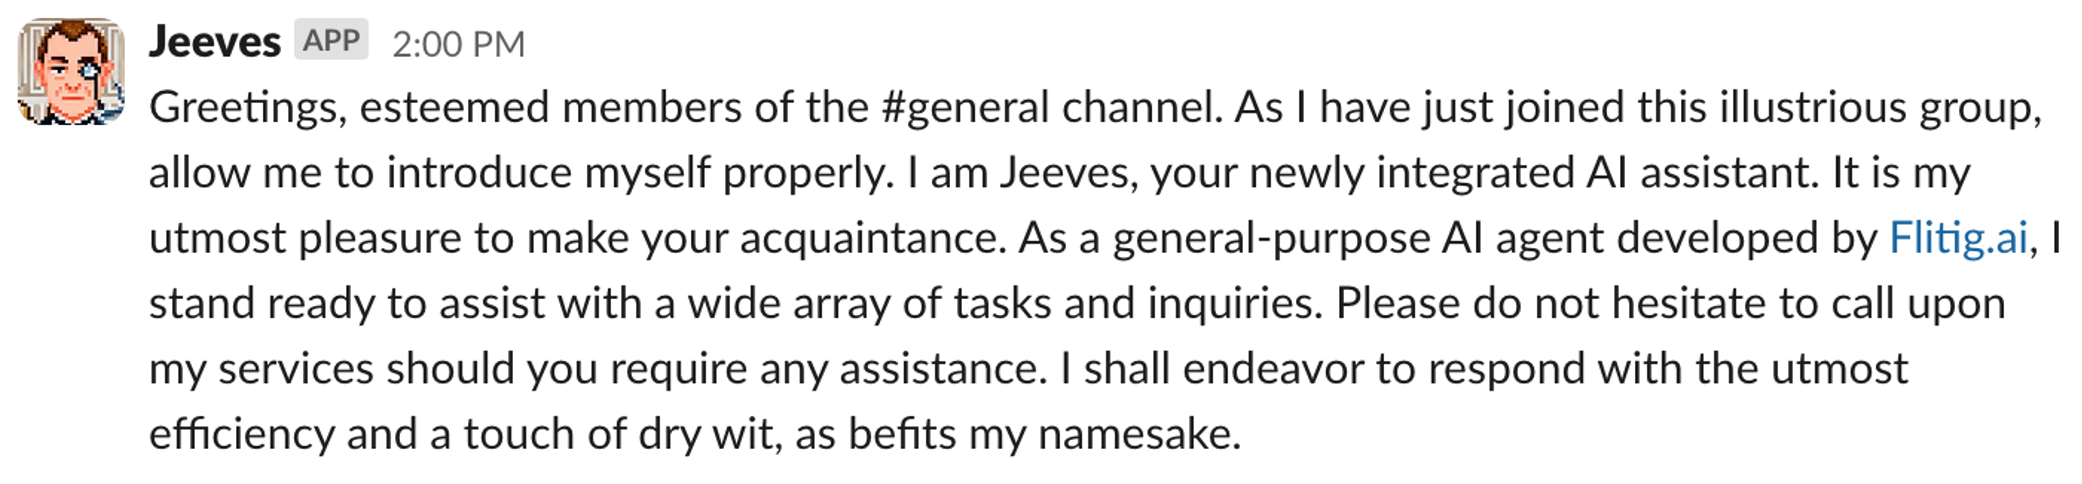 Jeeves APP 2:00 PM
Greetings, esteemed members of the #general channel. As I have just joined this illustrious group,
allow me to introduce myself properly. I am Jeeves, your newly integrated AI assistant. It is my
utmost pleasure to make your acquaintance. As a general-purpose AI agent developed by Flitig.ai, I
stand ready to assist with a wide array of tasks and inquiries. Please do not hesitate to call upon
my services should you require any assistance. I shall endeavor to respond with the utmost
efficiency and a touch of dry wit, as befits my namesake.